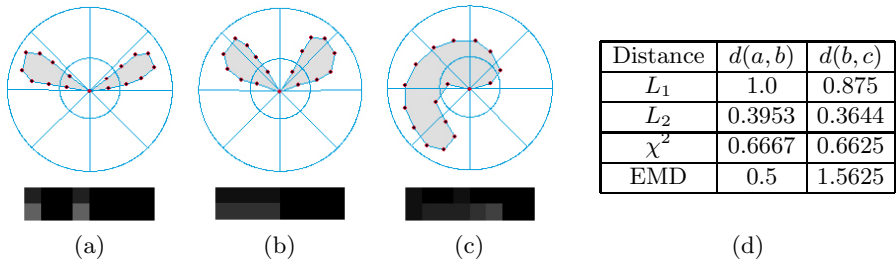 Distance d(a, b) d(b, c)
L₁ 1.0 0.875
L₂ 0.3953 0.3644
χ² 0.6667 0.6625
EMD 0.5 1.5625
(a) (b) (c) (d)